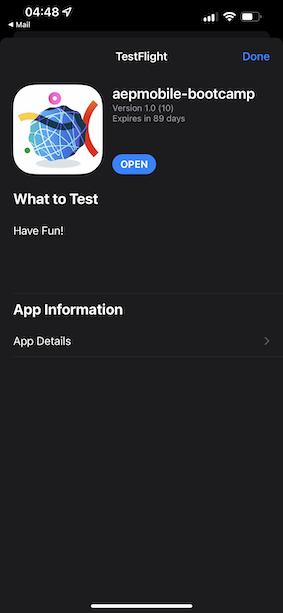 04:48
Mail
TestFlight
Done
aepmobile-bootcamp
Version 1.0 (10)
Expires in 89 days
OPEN
What to Test
Have Fun!
App Information
App Details